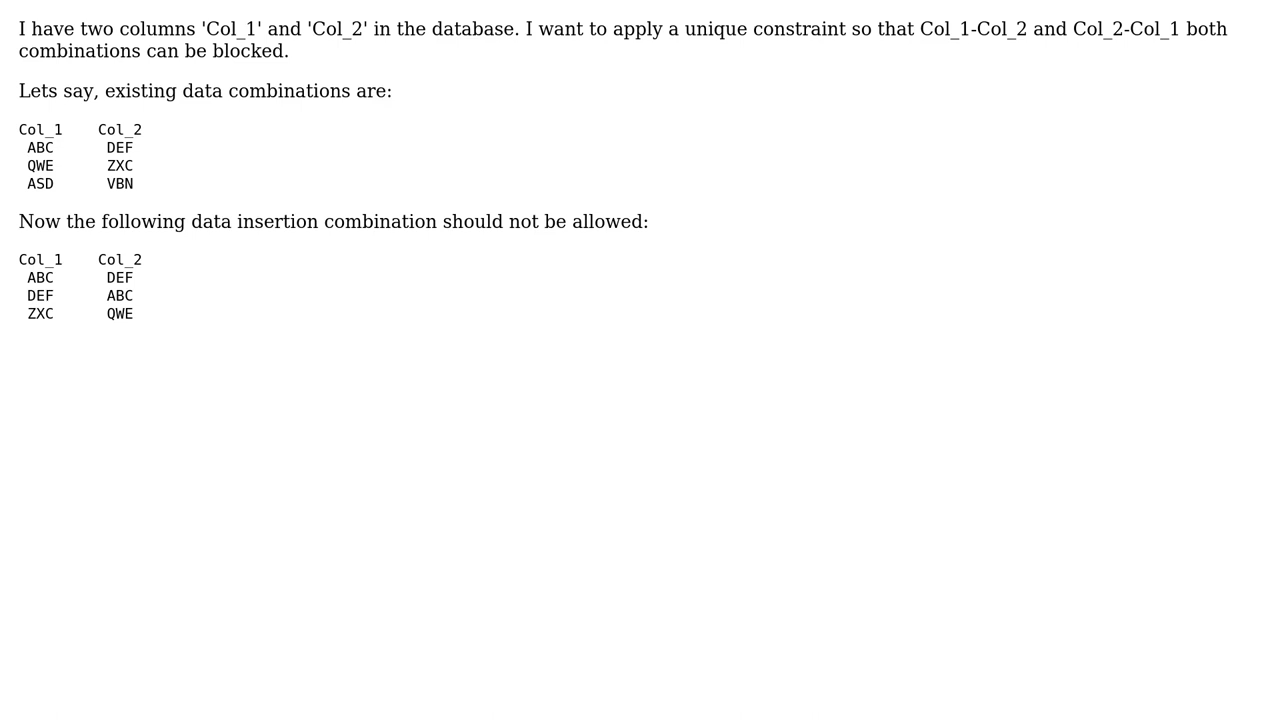 I have two columns 'Col_1' and 'Col_2' in the database. I want to apply a unique constraint so that Col_1-Col_2 and Col_2-Col_1 both
combinations can be blocked.
Lets say, existing data combinations are:
Col_1    Col_2
ABC      DEF
QWE      ZXC
ASD      VBN
Now the following data insertion combination should not be allowed:
Col_1    Col_2
ABC      DEF
DEF      ABC
ZXC      QWE